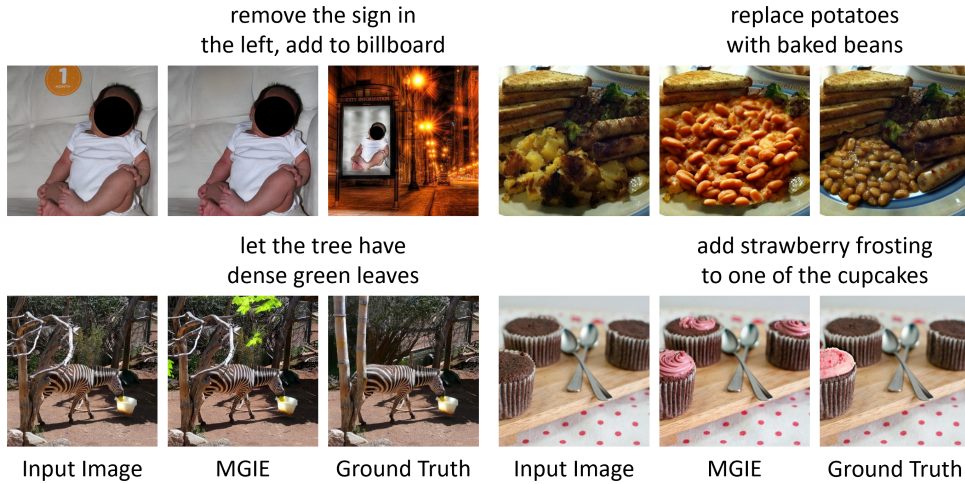 remove the sign in
the left, add to billboard
replace potatoes
with baked beans
1
MONTH
let the tree have
dense green leaves
add strawberry frosting
to one of the cupcakes
Input Image
MGIE
Ground Truth
Input Image
MGIE
Ground Truth